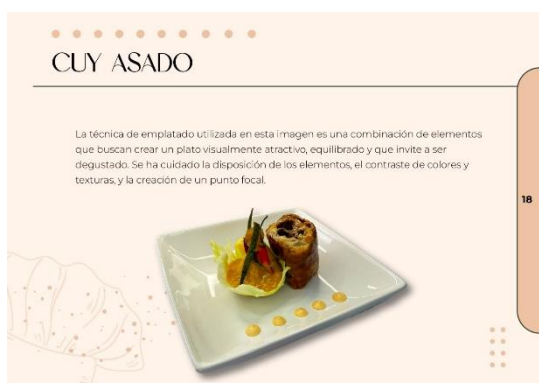 CUY ASADO
La técnica de emplatado utilizada en esta imagen es una combinación de elementos
que buscan crear un plato visualmente atractivo, equilibrado y que invite a ser
degustado. Se ha cuidado la disposición de los elementos, el contraste de colores y
texturas, y la creación de un punto focal.
18